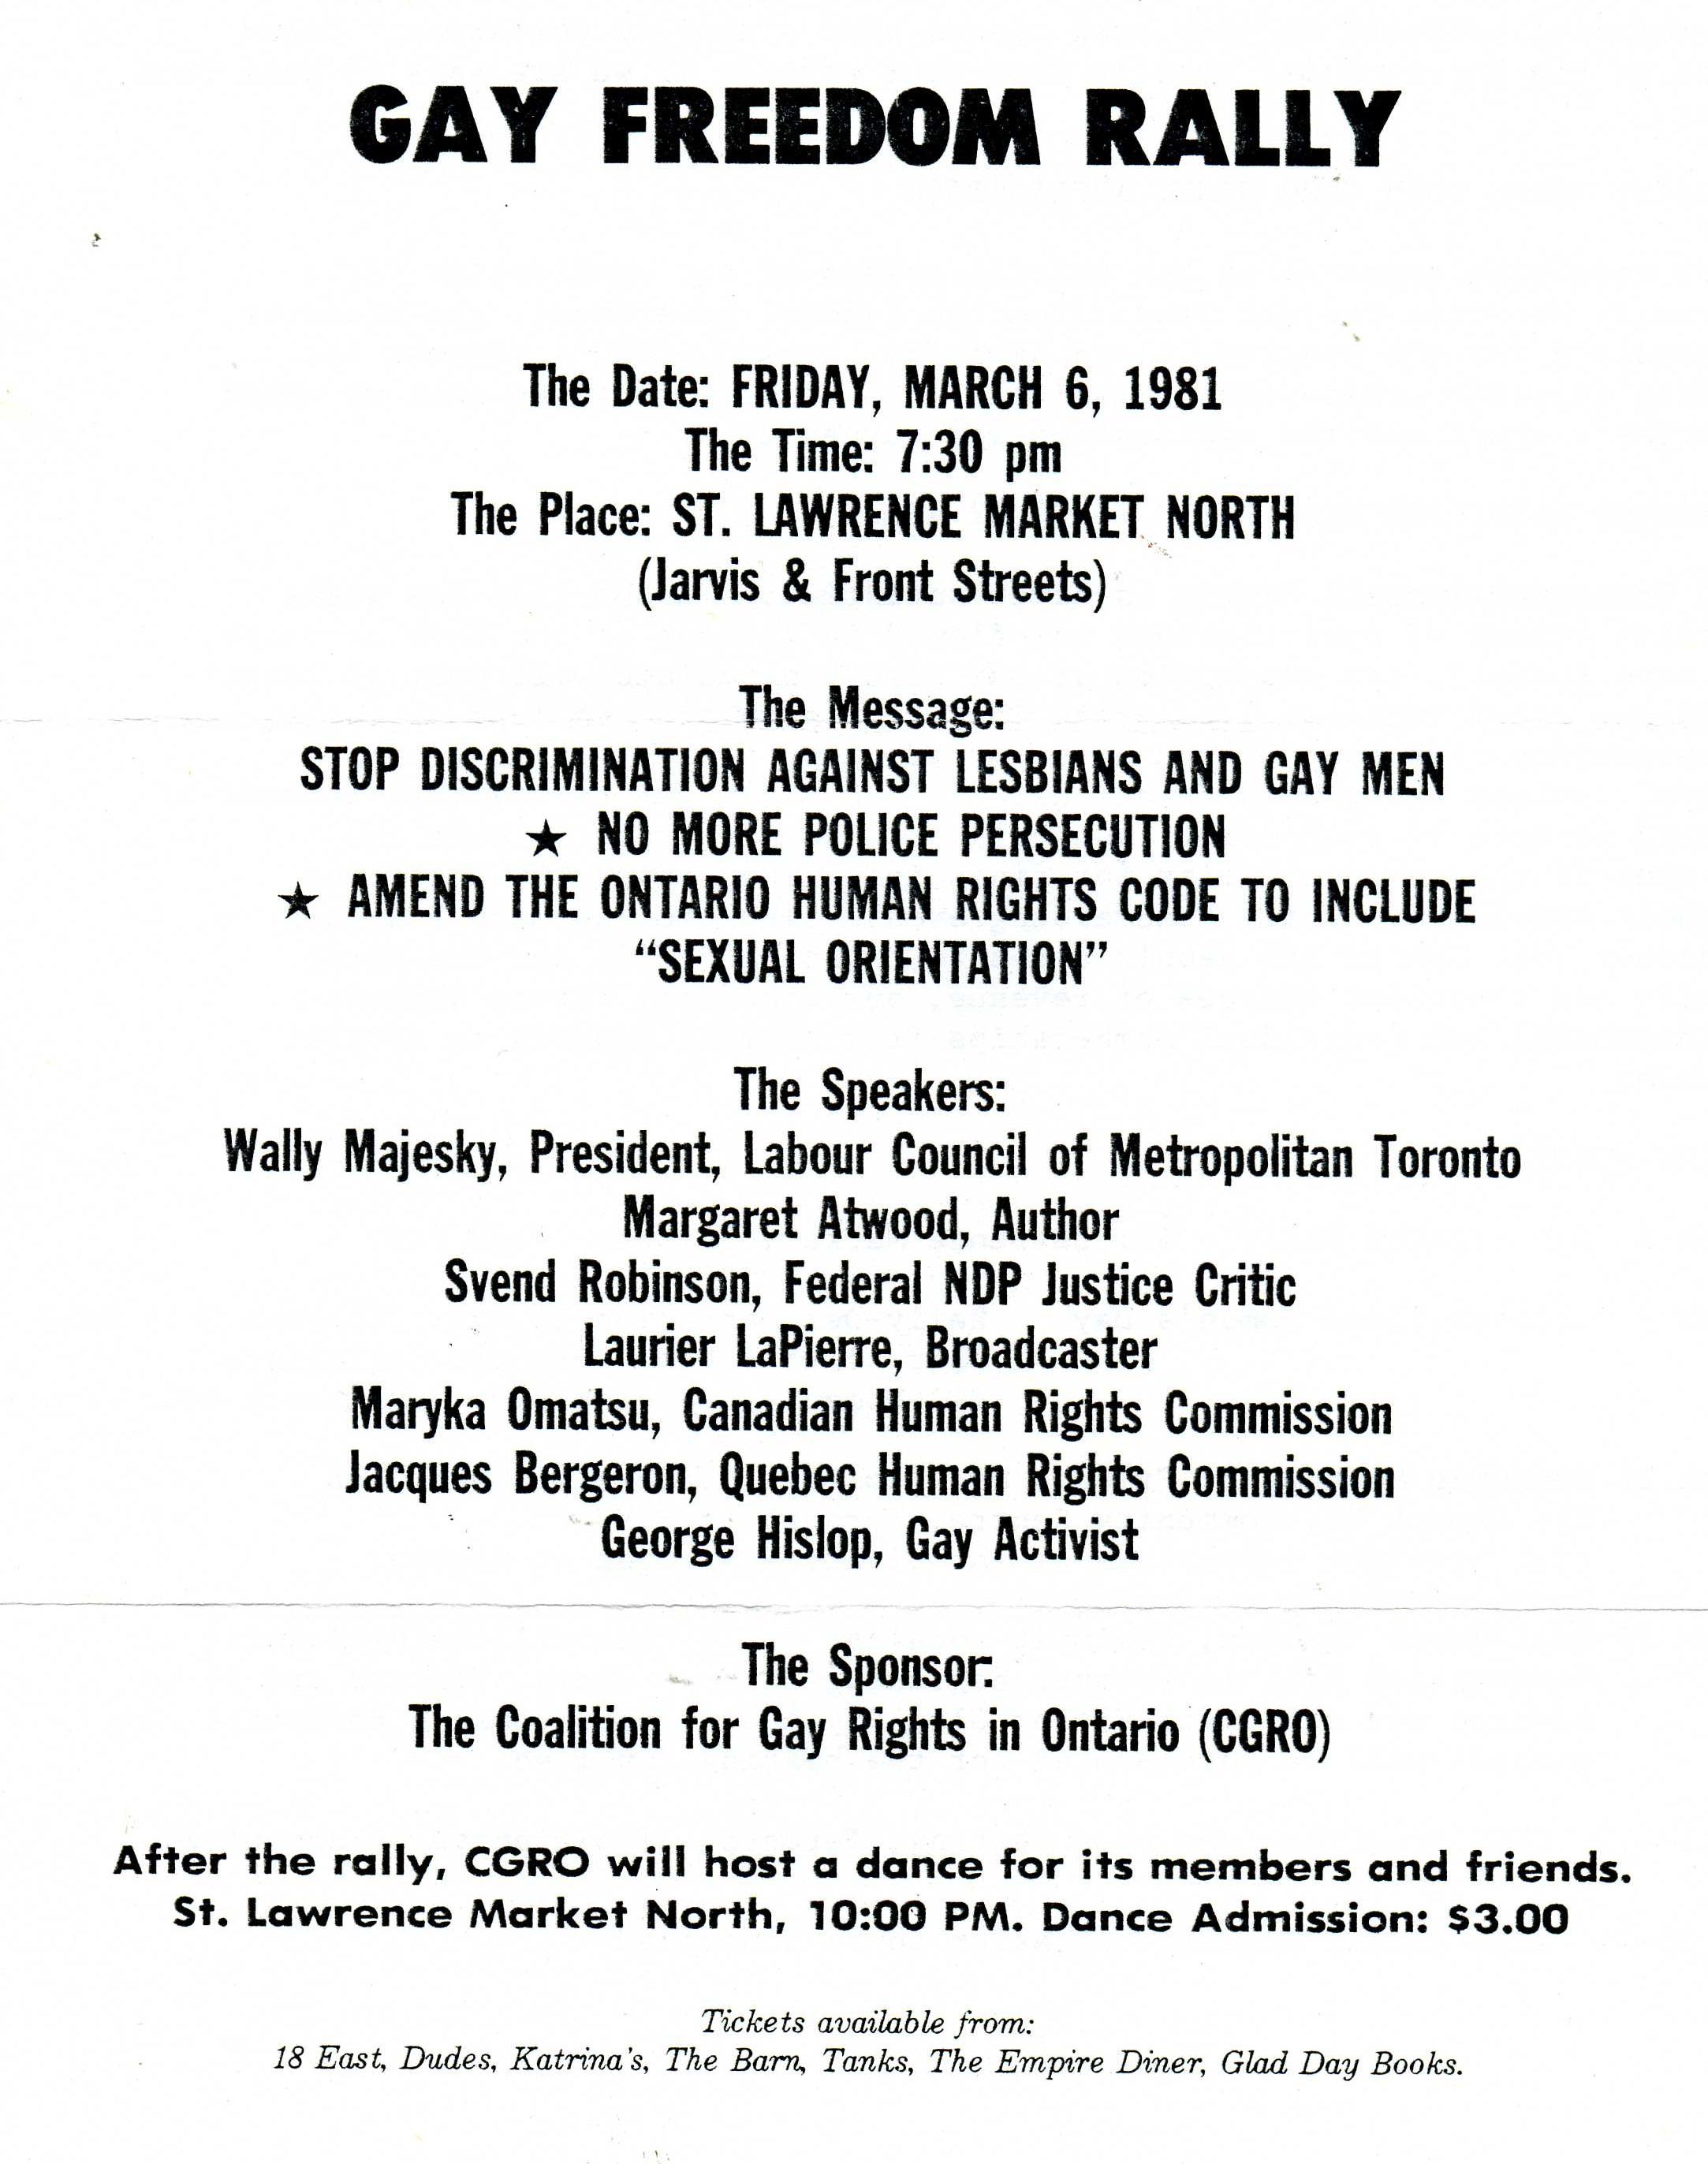 GAY FREEDOM RALLY
The Date: FRIDAY, MARCH 6, 1981
The Time: 7:30 pm
The Place: ST. LAWRENCE MARKET NORTH
(Jarvis & Front Streets)
The Message:
STOP DISCRIMINATION AGAINST LESBIANS AND GAY MEN
★ NO MORE POLICE PERSECUTION
★ AMEND THE ONTARIO HUMAN RIGHTS CODE TO INCLUDE
“SEXUAL ORIENTATION”
The Speakers:
Wally Majesky, President, Labour Council of Metropolitan Toronto
Margaret Atwood, Author
Svend Robinson, Federal NDP Justice Critic
Laurier LaPierre, Broadcaster
Maryka Omatsu, Canadian Human Rights Commission
Jacques Bergeron, Quebec Human Rights Commission
George Hislop, Gay Activist
The Sponsor:
The Coalition for Gay Rights in Ontario (CGRO)
After the rally, CGRO will host a dance for its members and friends.
St. Lawrence Market North, 10:00 PM. Dance Admission: $3.00
Tickets available from:
18 East, Dudes, Katrina's, The Barn, Tanks, The Empire Diner, Glad Day Books.